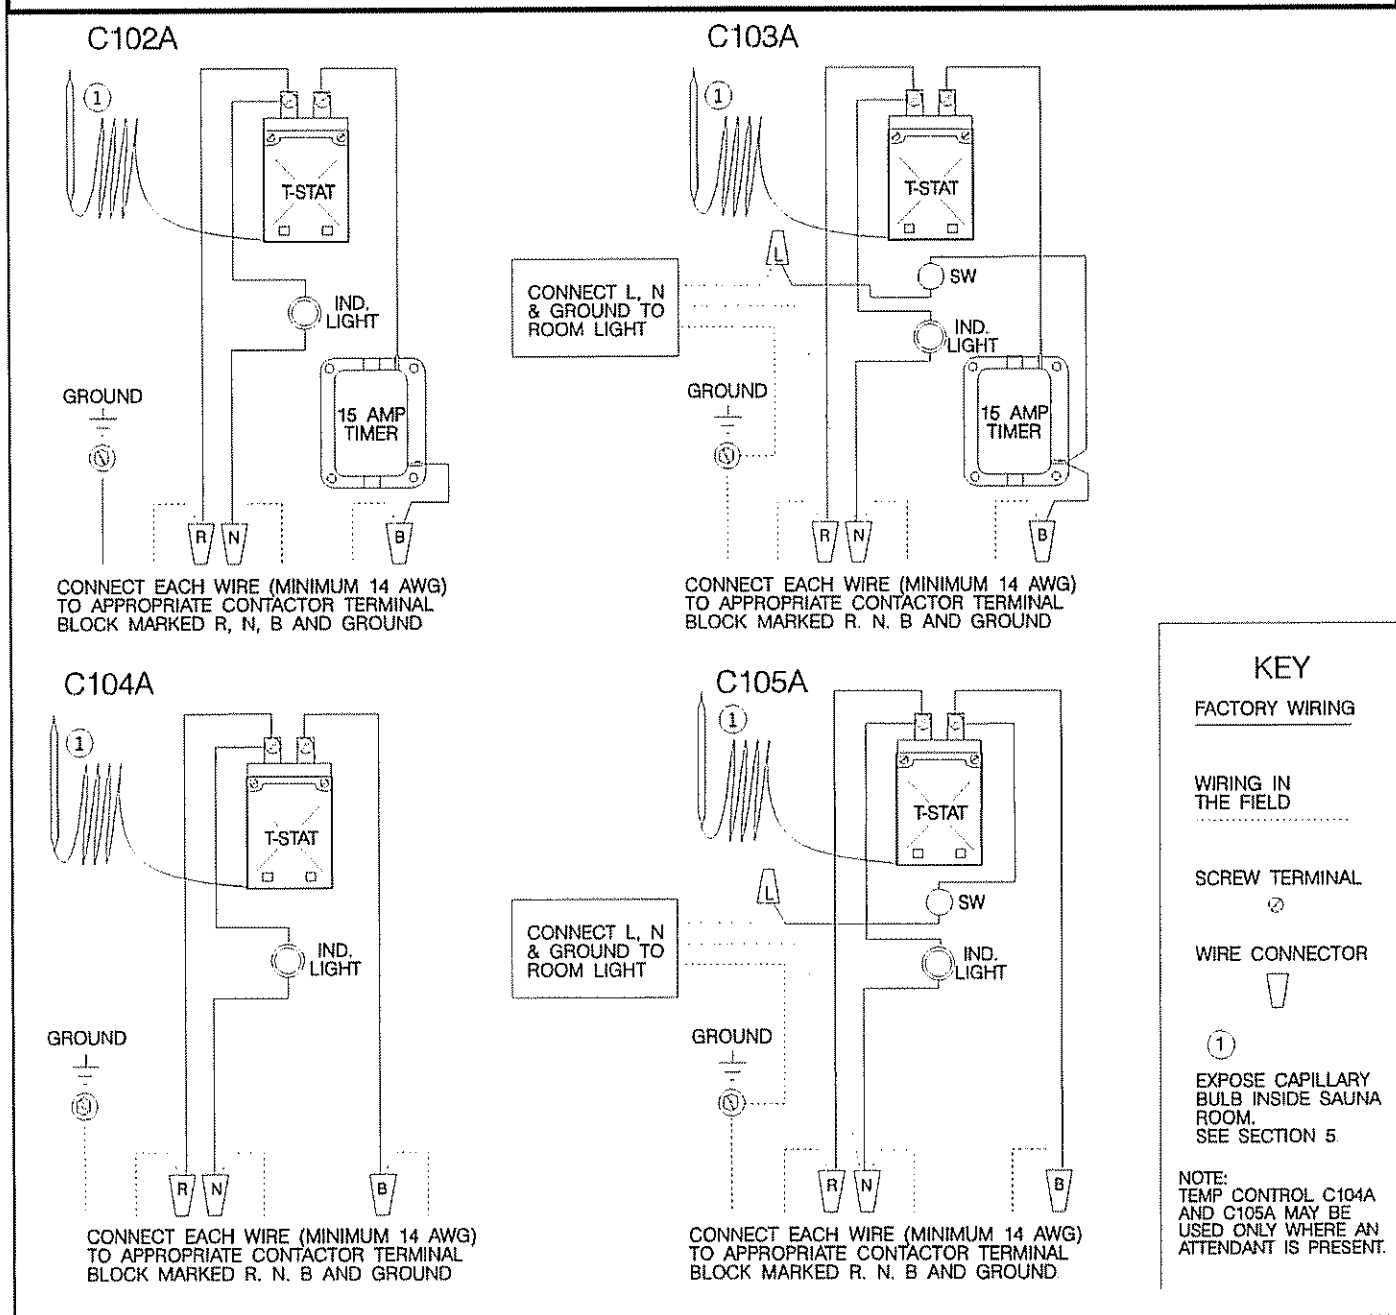 C102A
1
T-STAT
IND.
LIGHT
15 AMP
TIMER
GROUND
R
N
B
CONNECT EACH WIRE (MINIMUM 14 AWG)
TO APPROPRIATE CONTACTOR TERMINAL
BLOCK MARKED R, N, B AND GROUND
C103A
1
T-STAT
L
SW
CONNECT L, N
& GROUND TO
ROOM LIGHT
IND.
LIGHT
15 AMP
TIMER
GROUND
R
N
B
CONNECT EACH WIRE (MINIMUM 14 AWG)
TO APPROPRIATE CONTACTOR TERMINAL
BLOCK MARKED R. N. B AND GROUND
C104A
1
T-STAT
IND.
LIGHT
GROUND
R
N
B
CONNECT EACH WIRE (MINIMUM 14 AWG)
TO APPROPRIATE CONTACTOR TERMINAL
BLOCK MARKED R. N. B AND GROUND
C105A
1
T-STAT
L
SW
CONNECT L, N
& GROUND TO
ROOM LIGHT
IND.
LIGHT
GROUND
R
N
B
CONNECT EACH WIRE (MINIMUM 14 AWG)
TO APPROPRIATE CONTACTOR TERMINAL
BLOCK MARKED R. N. B AND GROUND
KEY
FACTORY WIRING
WIRING IN
THE FIELD
SCREW TERMINAL
WIRE CONNECTOR
1
EXPOSE CAPILLARY
BULB INSIDE SAUNA
ROOM.
SEE SECTION 5
NOTE:
TEMP CONTROL C104A
AND C105A MAY BE
USED ONLY WHERE AN
ATTENDANT IS PRESENT.